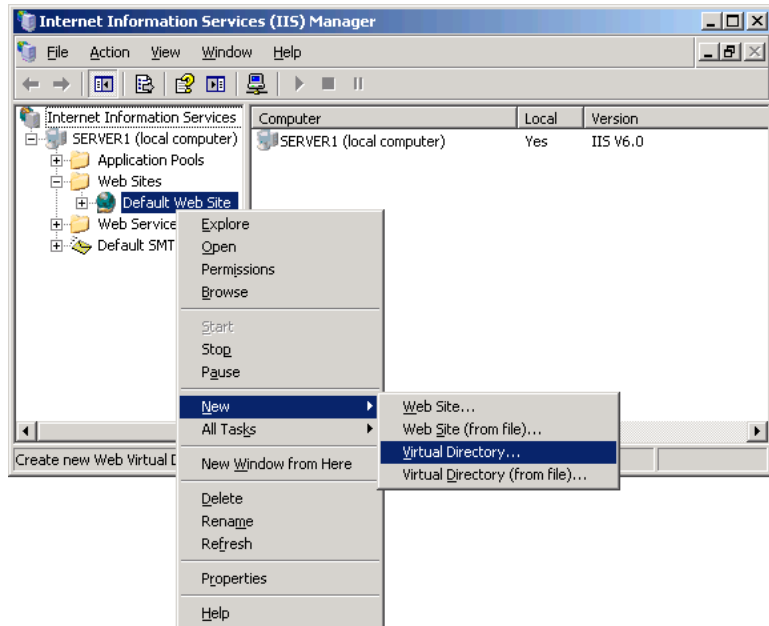 Internet Information Services (IIS) Manager
File Action View Window Help
Internet Information Services
SERVER1 (local computer)
Application Pools
Web Sites
Default Web Site
Web Service
Default SMT
Computer Local Version
SERVER1 (local computer) Yes IIS V6.0
Explore
Open
Permissions
Browse
Start
Stop
Pause
New
All Tasks
New Window from Here
Delete
Rename
Refresh
Properties
Help
Web Site...
Web Site (from file)...
Virtual Directory...
Virtual Directory (from file)...
Create new Web Virtual D